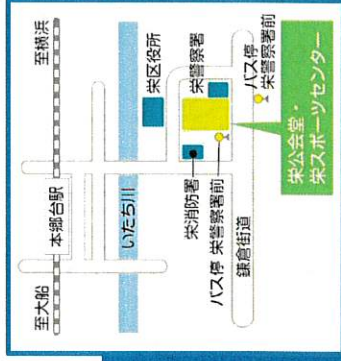 至大船
本郷台駅
至横浜
いたち川
栄区役所
栄消防署
栄警察署
バス停 栄警察署前
バス停
栄警察署前
鎌倉街道
栄公会堂・
栄スポーツセンター